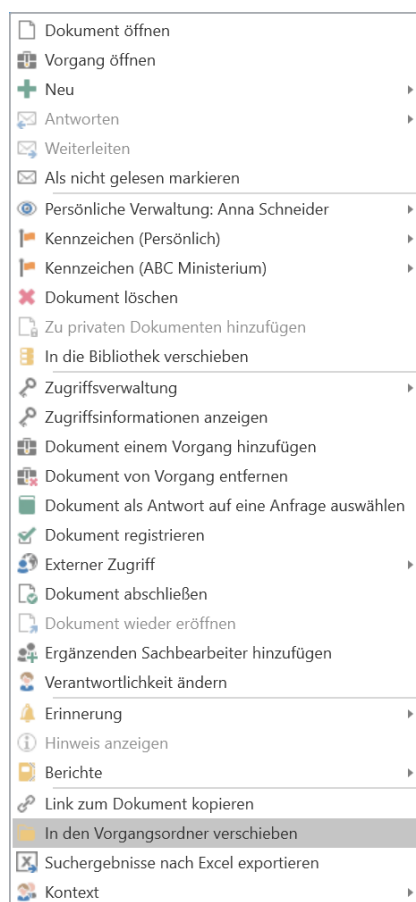 Dokument öffnen
Vorgang öffnen
Neu
Antworten
Weiterleiten
Als nicht gelesen markieren
Persönliche Verwaltung: Anna Schneider
Kennzeichen (Persönlich)
Kennzeichen (ABC Ministerium)
Dokument löschen
Zu privaten Dokumenten hinzufügen
In die Bibliothek verschieben
Zugriffsverwaltung
Zugriffsinformationen anzeigen
Dokument einem Vorgang hinzufügen
Dokument von Vorgang entfernen
Dokument als Antwort auf eine Anfrage auswählen
Dokument registrieren
Externer Zugriff
Dokument abschließen
Dokument wieder eröffnen
Ergänzenden Sachbearbeiter hinzufügen
Verantwortlichkeit ändern
Erinnerung
Hinweis anzeigen
Berichte
Link zum Dokument kopieren
In den Vorgangsordner verschieben
Suchergebnisse nach Excel exportieren
Kontext